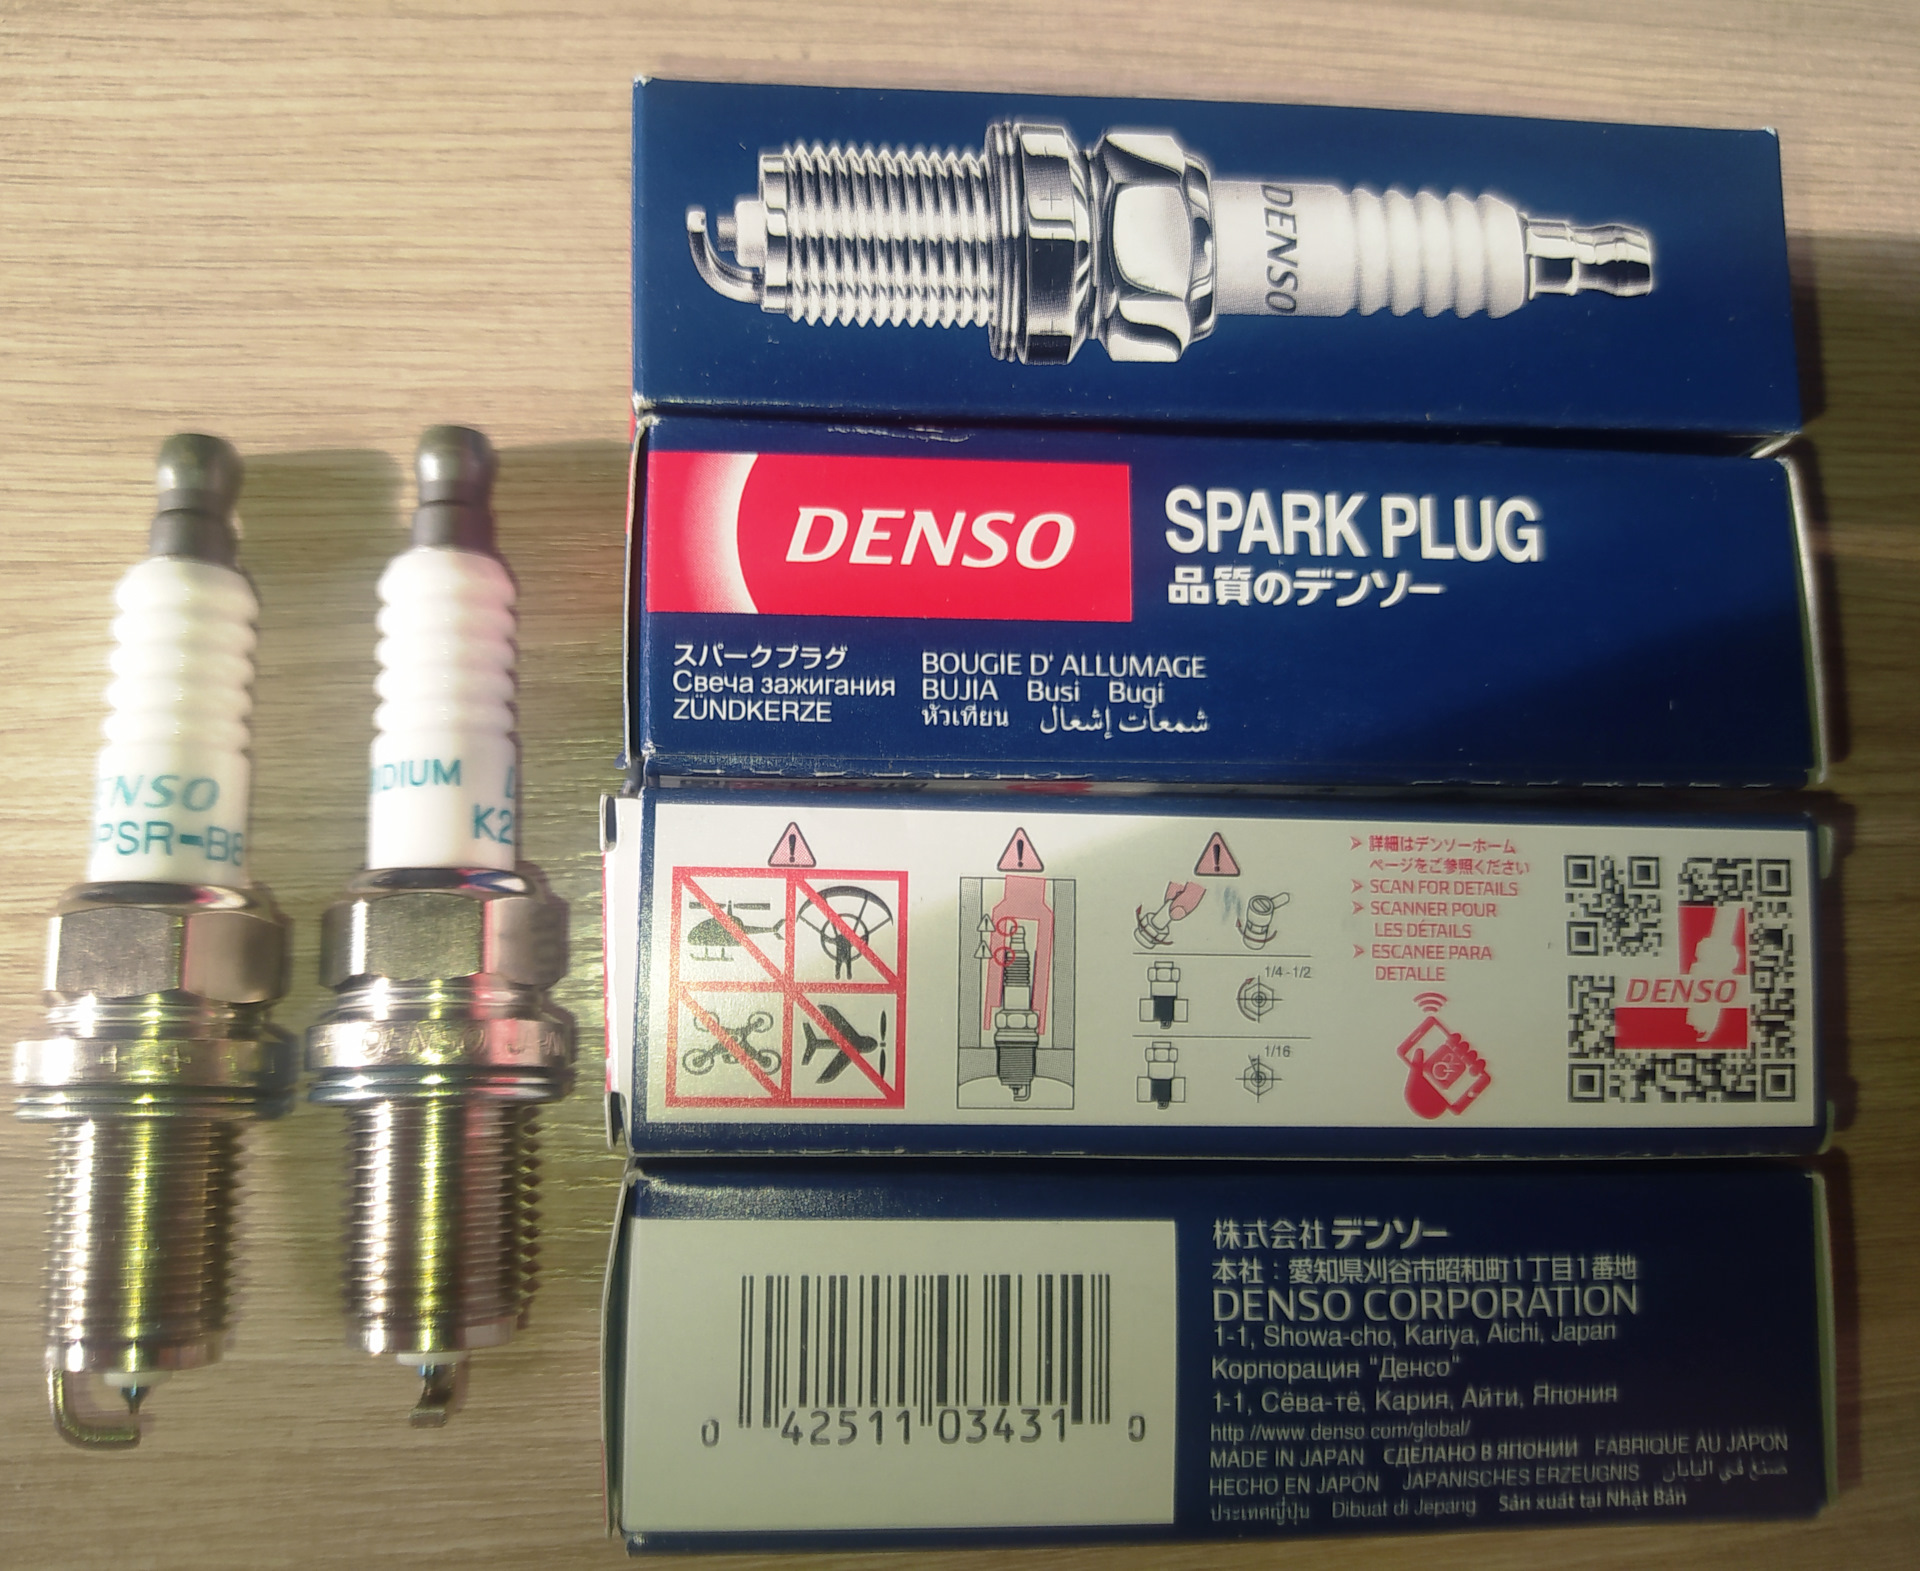 DENSO
DENSO
SPARK PLUG
品質のデンソー
スパークプラグ
Свеча зажигания
ZÜNDKERZE
BOUGIE D' ALLUMAGE
BUJIA Busi Bugi
หัวเทียน شمعات إشعال
ENSO
PSR-B8
IDIUM
K2
DENSO JAPAN
詳細はデンソーホーム
ページをご参照ください
SCAN FOR DETAILS
SCANNER POUR
LES DÉTAILS
ESCANEE PARA
DETALLE
1/4-1/2
1/16
DENSO
0 42511 03431 0
株式会社 デンソー
本社：愛知県刈谷市昭和町1丁目1番地
DENSO CORPORATION
1-1, Showa-cho, Kariya, Aichi, Japan
Корпорация "Денсо"
1-1, Сёва-тё, Кария, Айти, Япония
http://www.denso.com/global/
MADE IN JAPAN СДЕЛАНО В ЯПОНИИ FABRIQUE AU JAPON
HECHO EN JAPON JAPANISCHES ERZEUGNIS صنع في اليابان
ประเทศญี่ปุ่น Dibuat di Jepang Sản xuất tại Nhật Bản